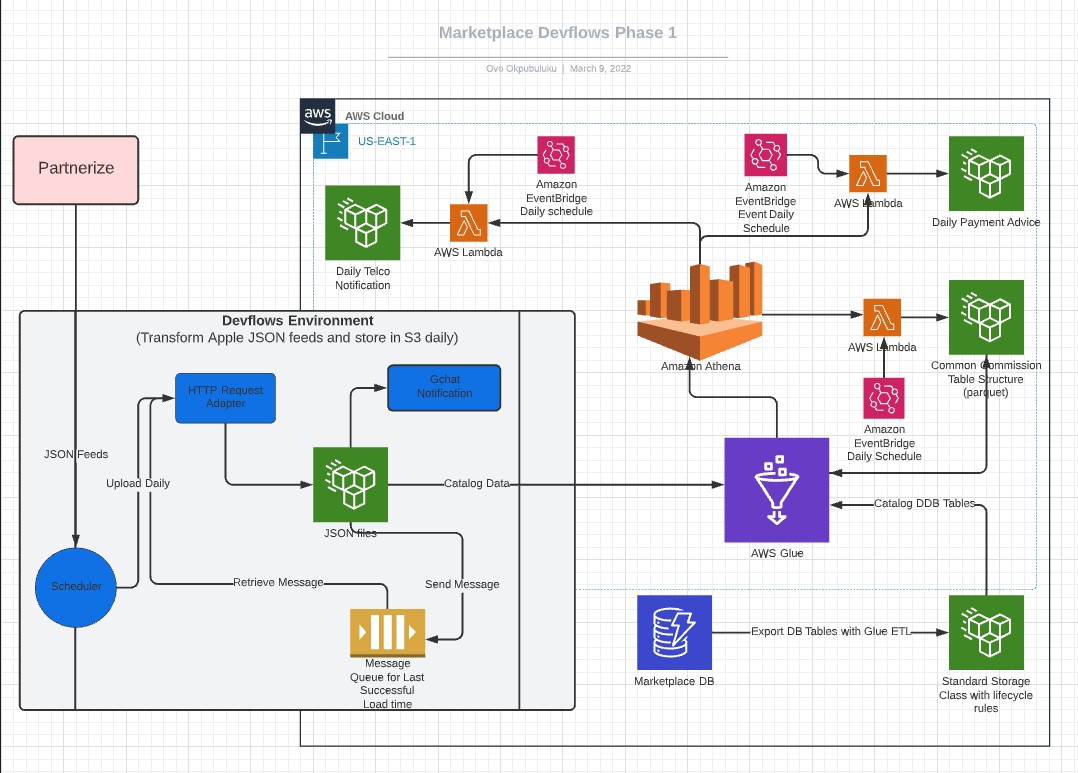 Marketplace Devflows Phase 1
Ovo Okpubuluku | March 9, 2022
aws
AWS Cloud
US-EAST-1
Partnerize
Amazon
EventBridge
Daily schedule
Amazon
EventBridge
Event Daily
Schedule
AWS Lambda
Daily Payment Advice
AWS Lambda
Daily Telco
Notification
Devflows Environment
(Transform Apple JSON feeds and store in S3 daily)
Amazon Athena
AWS Lambda
Common Commission
Table Structure
(parquet)
Amazon
EventBridge
Daily Schedule
HTTP Request
Adapter
Gchat
Notification
JSON Feeds
Upload Daily
Catalog Data
JSON files
Catalog DDB Tables
AWS Glue
Scheduler
Retrieve Message
Send Message
Message
Queue for Last
Successful
Load time
Export DB Tables with Glue ETL
Marketplace DB
Standard Storage
Class with lifecycle
rules